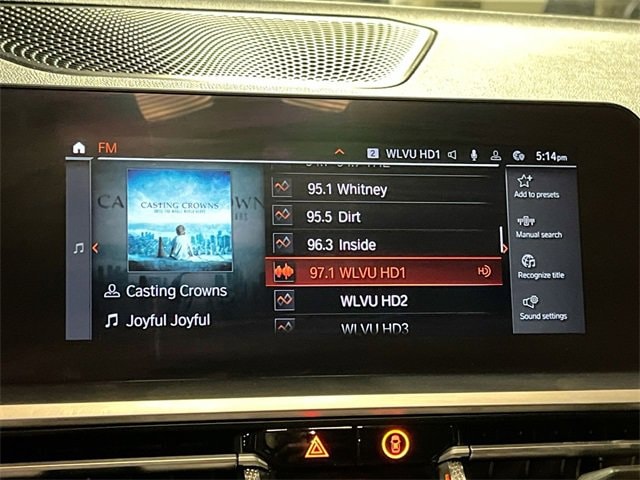 FM
2 WLVU HD1 5:14pm
CASTING CROWNS
Casting Crowns
Joyful Joyful
95.1 Whitney
95.5 Dirt
96.3 Inside
97.1 WLVU HD1 HD
WLVU HD2
WLVU HD3
Add to presets
Manual search
Recognize title
Sound settings